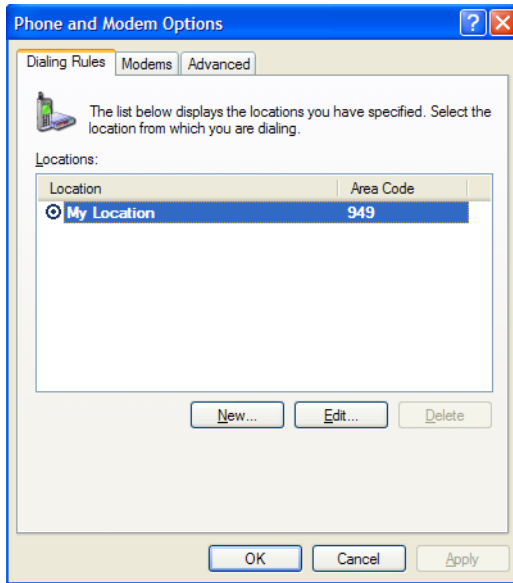 Phone and Modem Options
Dialing Rules Modems Advanced
The list below displays the locations you have specified. Select the
location from which you are dialing.
Locations:
Location Area Code
My Location 949
New... Edit... Delete
OK Cancel Apply